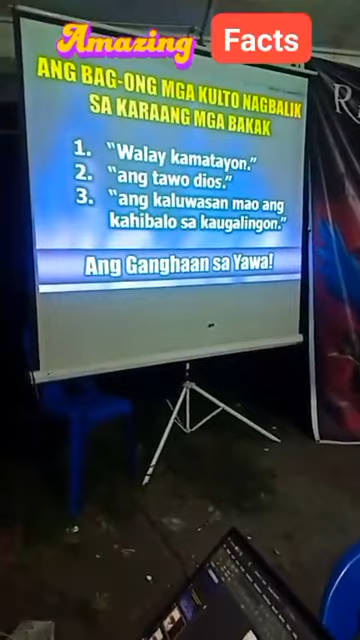 Amazing Facts
ANG BAG-ONG MGA KULTO NAGBALIK
SA KARAANG MGA BAKAK
1. "Walay kamatayon."
2. "ang tawo dios."
3. "ang kaluwasan mao ang
kahibalo sa kaugalingon."
Ang Ganghaan sa Yawa!